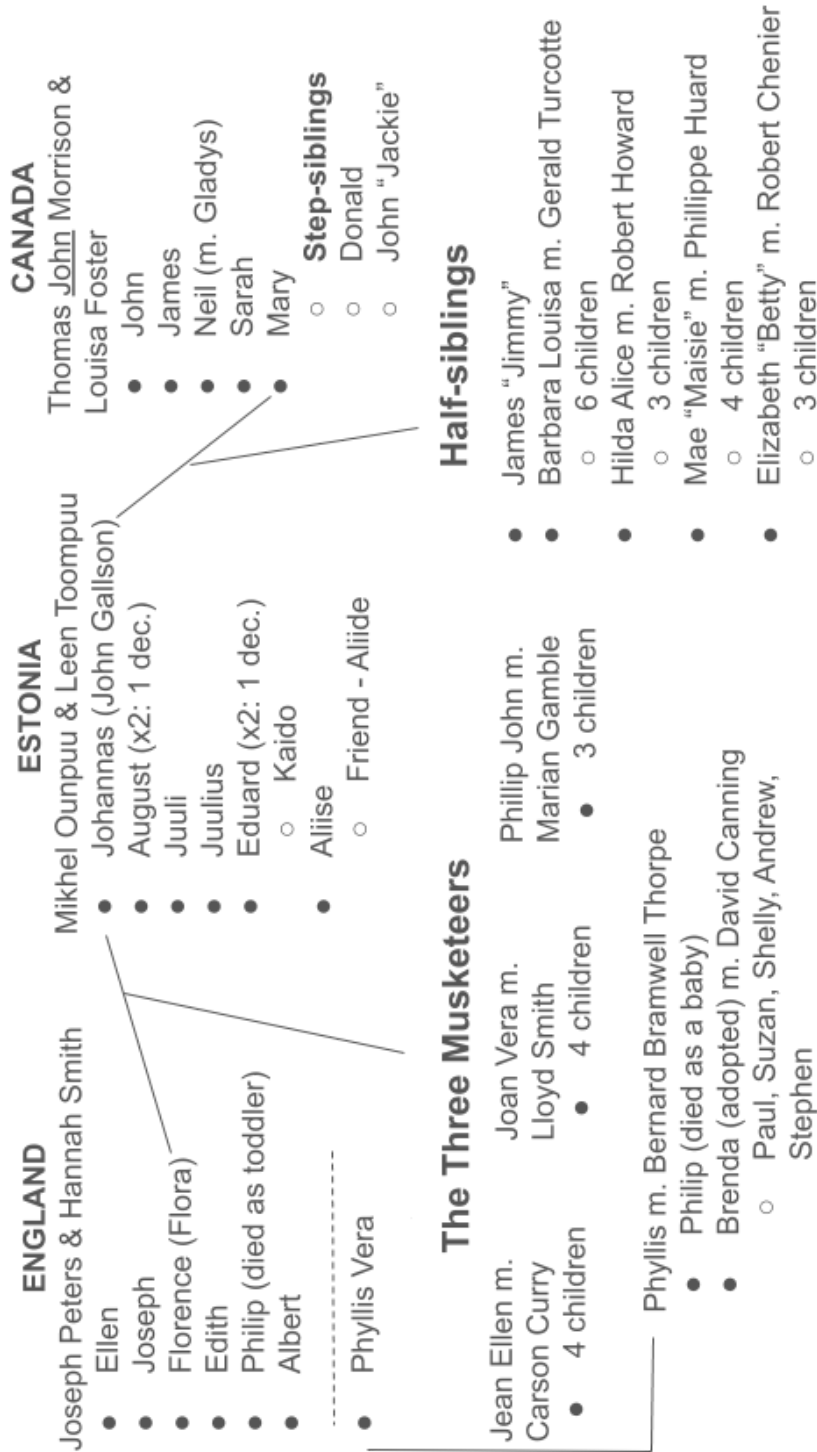 ENGLAND
Joseph Peters & Hannah Smith
● Ellen
● Joseph
● Florence (Flora)
● Edith
● Philip (died as toddler)
● Albert
● Phyllis Vera
ESTONIA
Mikhel Ounpuu & Leen Toompuu
● Johannas (John Gallson)
● August (x2: 1 dec.)
● Juuli
● Juulius
● Eduard (x2: 1 dec.)
○ Kaido
● Aliise
○ Friend - Aliide
CANADA
Thomas John Morrison &
Louisa Foster
● John
● James
● Neil (m. Gladys)
● Sarah
● Mary
○ Step-siblings
○ Donald
○ John “Jackie”
The Three Musketeers
Jean Ellen m.
Carson Curry
● 4 children
Joan Vera m.
Lloyd Smith
● 4 children
Phillip John m.
Marian Gamble
● 3 children
Half-siblings
● James “Jimmy”
● Barbara Louisa m. Gerald Turcotte
○ 6 children
● Hilda Alice m. Robert Howard
○ 3 children
● Mae “Maisie” m. Phillippe Huard
○ 4 children
● Elizabeth “Betty” m. Robert Chenier
○ 3 children
Phyllis m. Bernard Bramwell Thorpe
● Philip (died as a baby)
● Brenda (adopted) m. David Canning
○ Paul, Suzan, Shelly, Andrew,
Stephen